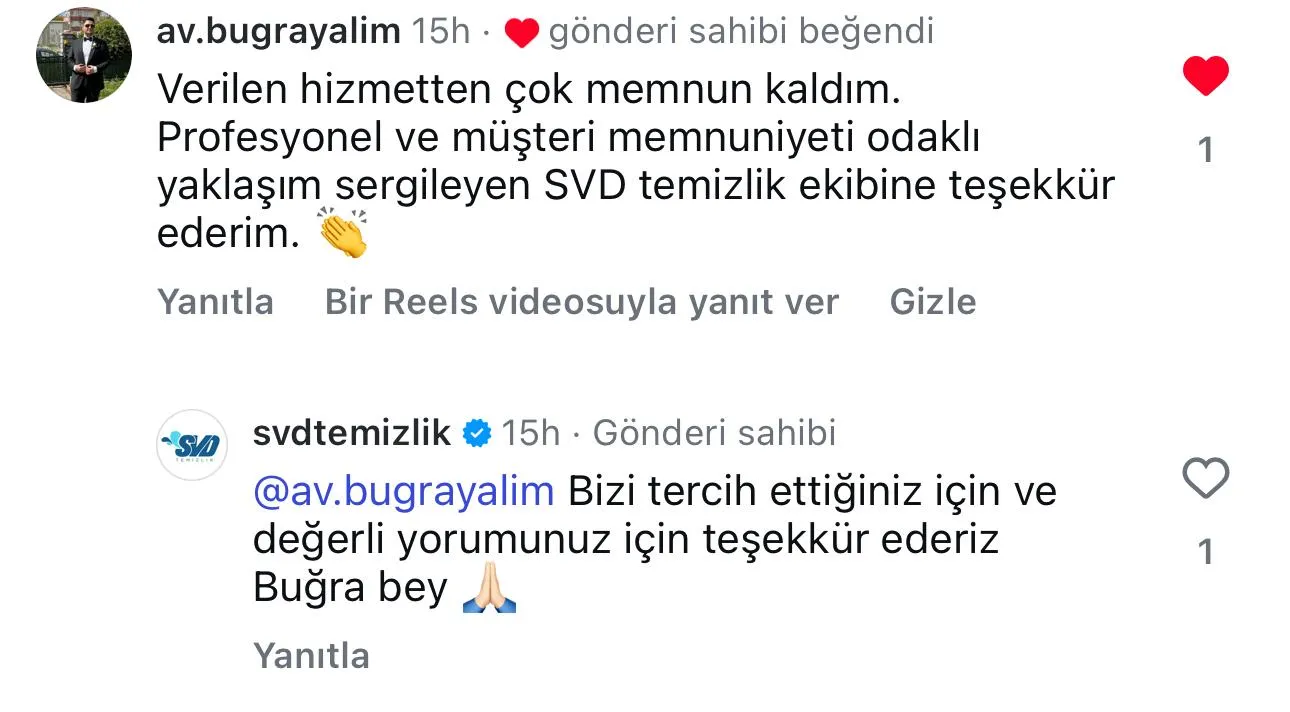 av.bugrayalim 15h · ❤️ gönderi sahibi beğendi
Verilen hizmetten çok memnun kaldım.
Profesyonel ve müşteri memnuniyeti odaklı
yaklaşım sergileyen SVD temizlik ekibine teşekkür
ederim. 👏
1
Yanıtla Bir Reels videosuyla yanıt ver Gizle
SVD
TEMİZLİK
svdtemizlik 15h · Gönderi sahibi
@av.bugrayalim Bizi tercih ettiğiniz için ve
değerli yorumunuz için teşekkür ederiz
Buğra bey 🙏🏻
1
Yanıtla